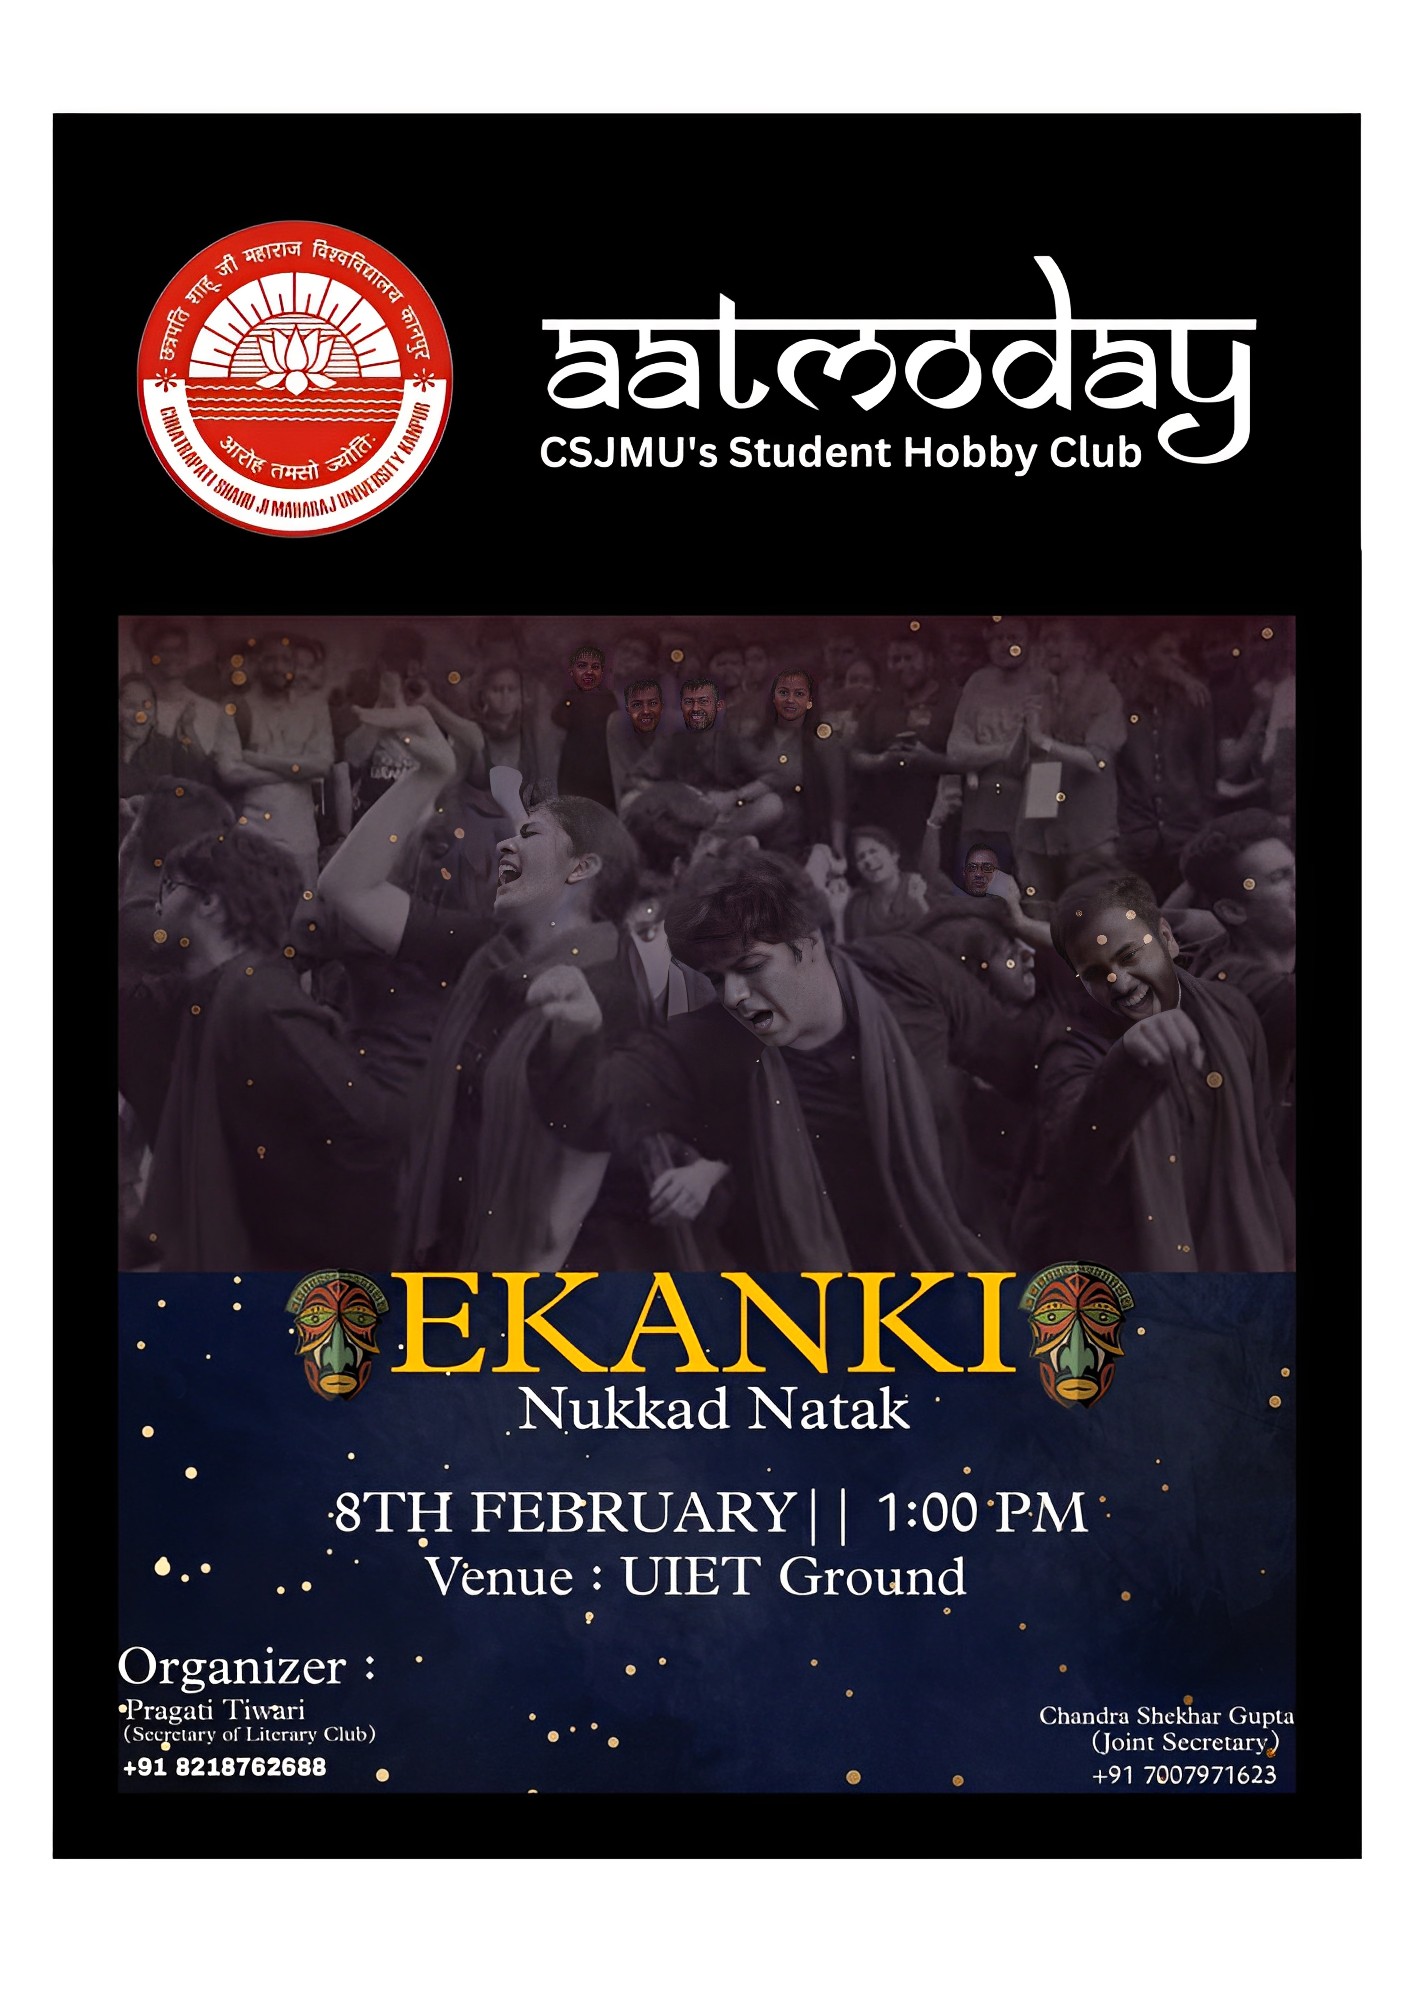 छत्रपति शाहू जी महाराज विश्वविद्यालय कानपुर
आरोह तमसो ज्योतिः
CHHATRAPATI SHAHU JI MAHARAJ UNIVERSITY KANPUR
aatmoday
CSJMU's Student Hobby Club
EKANKI
Nukkad Natak
8TH FEBRUARY|| 1:00 PM
Venue : UIET Ground
Organizer :
Pragati Tiwari
(Secretary of Literary Club)
+91 8218762688
Chandra Shekhar Gupta
(Joint Secretary)
+91 7007971623